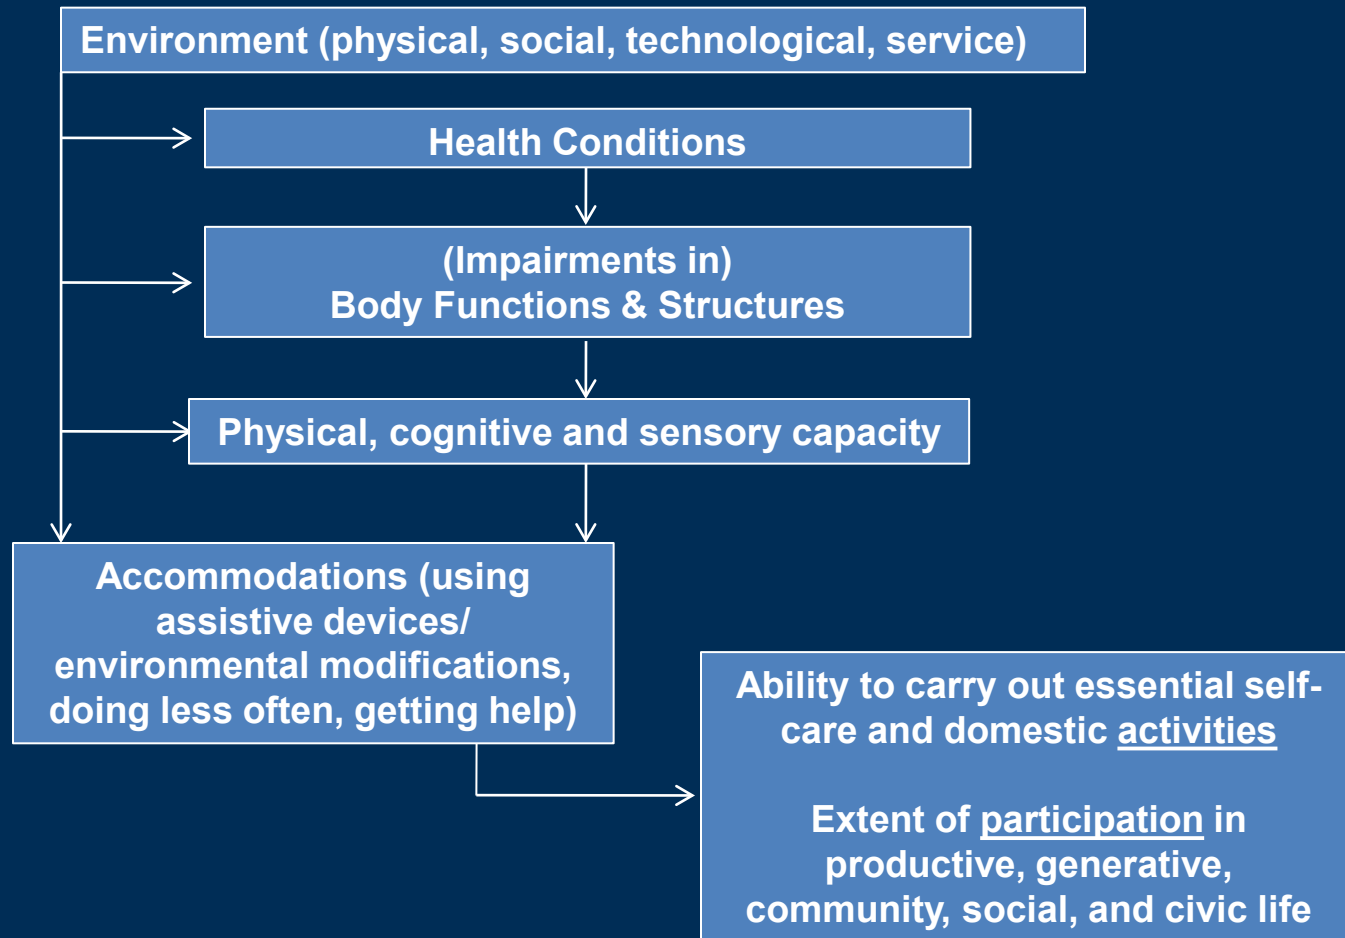 Environment (physical, social, technological, service)
Health Conditions
(Impairments in)
Body Functions & Structures
Physical, cognitive and sensory capacity
Accommodations (using
assistive devices/
environmental modifications,
doing less often, getting help)
Ability to carry out essential self-
care and domestic activities
Extent of participation in
productive, generative,
community, social, and civic life